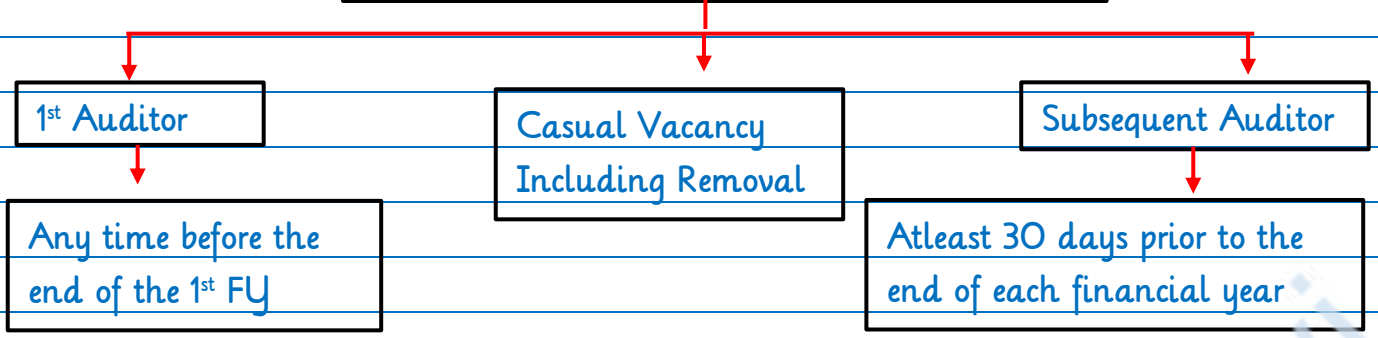 1st Auditor
Casual Vacancy
Including Removal
Subsequent Auditor
Any time before the
end of the 1st FY
Atleast 30 days prior to the
end of each financial year